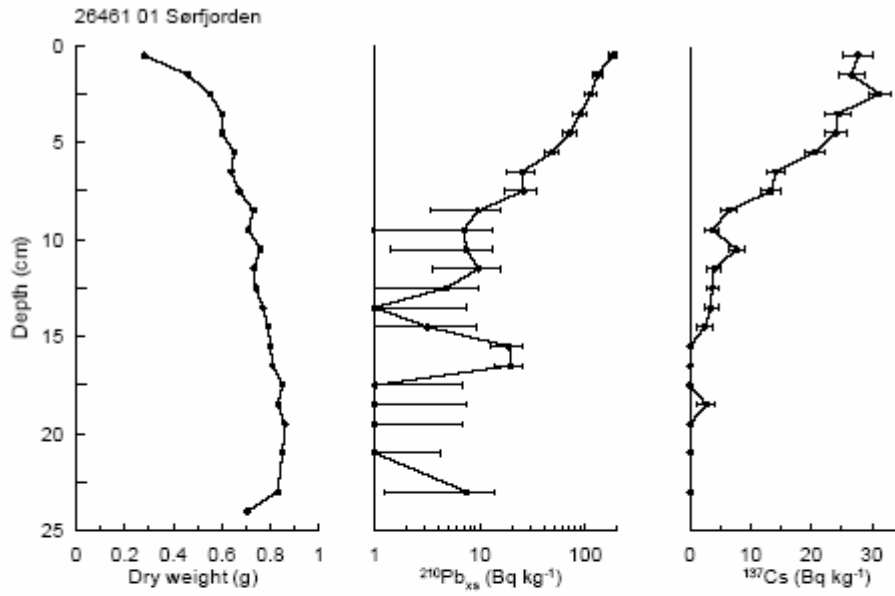 26461 01 Sørfjorden
0
5
10
15
20
25
Depth (cm)
0 0.2 0.4 0.6 0.8 1
1 10 100
0 10 20 30
Dry weight (g)
²¹⁰Pbₓₛ (Bq kg⁻¹)
¹³⁷Cs (Bq kg⁻¹)